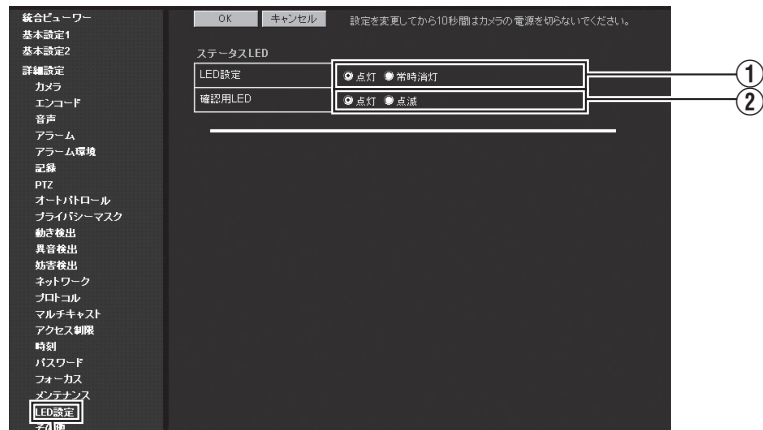 統合ビューワー
基本設定1
基本設定2
詳細設定
カメラ
エンコード
音声
アラーム
アラーム環境
記録
PTZ
オートパトロール
プライバシーマスク
動き検出
異音検出
妨害検出
ネットワーク
プロトコル
マルチキャスト
アクセス制限
時刻
パスワード
フォーカス
メンテナンス
LED設定
その他
OK キャンセル 設定を変更してから10秒間はカメラの電源を切らないでください。
ステータスLED
LED設定 点灯 常時消灯 ①
確認用LED 点灯 点滅 ②